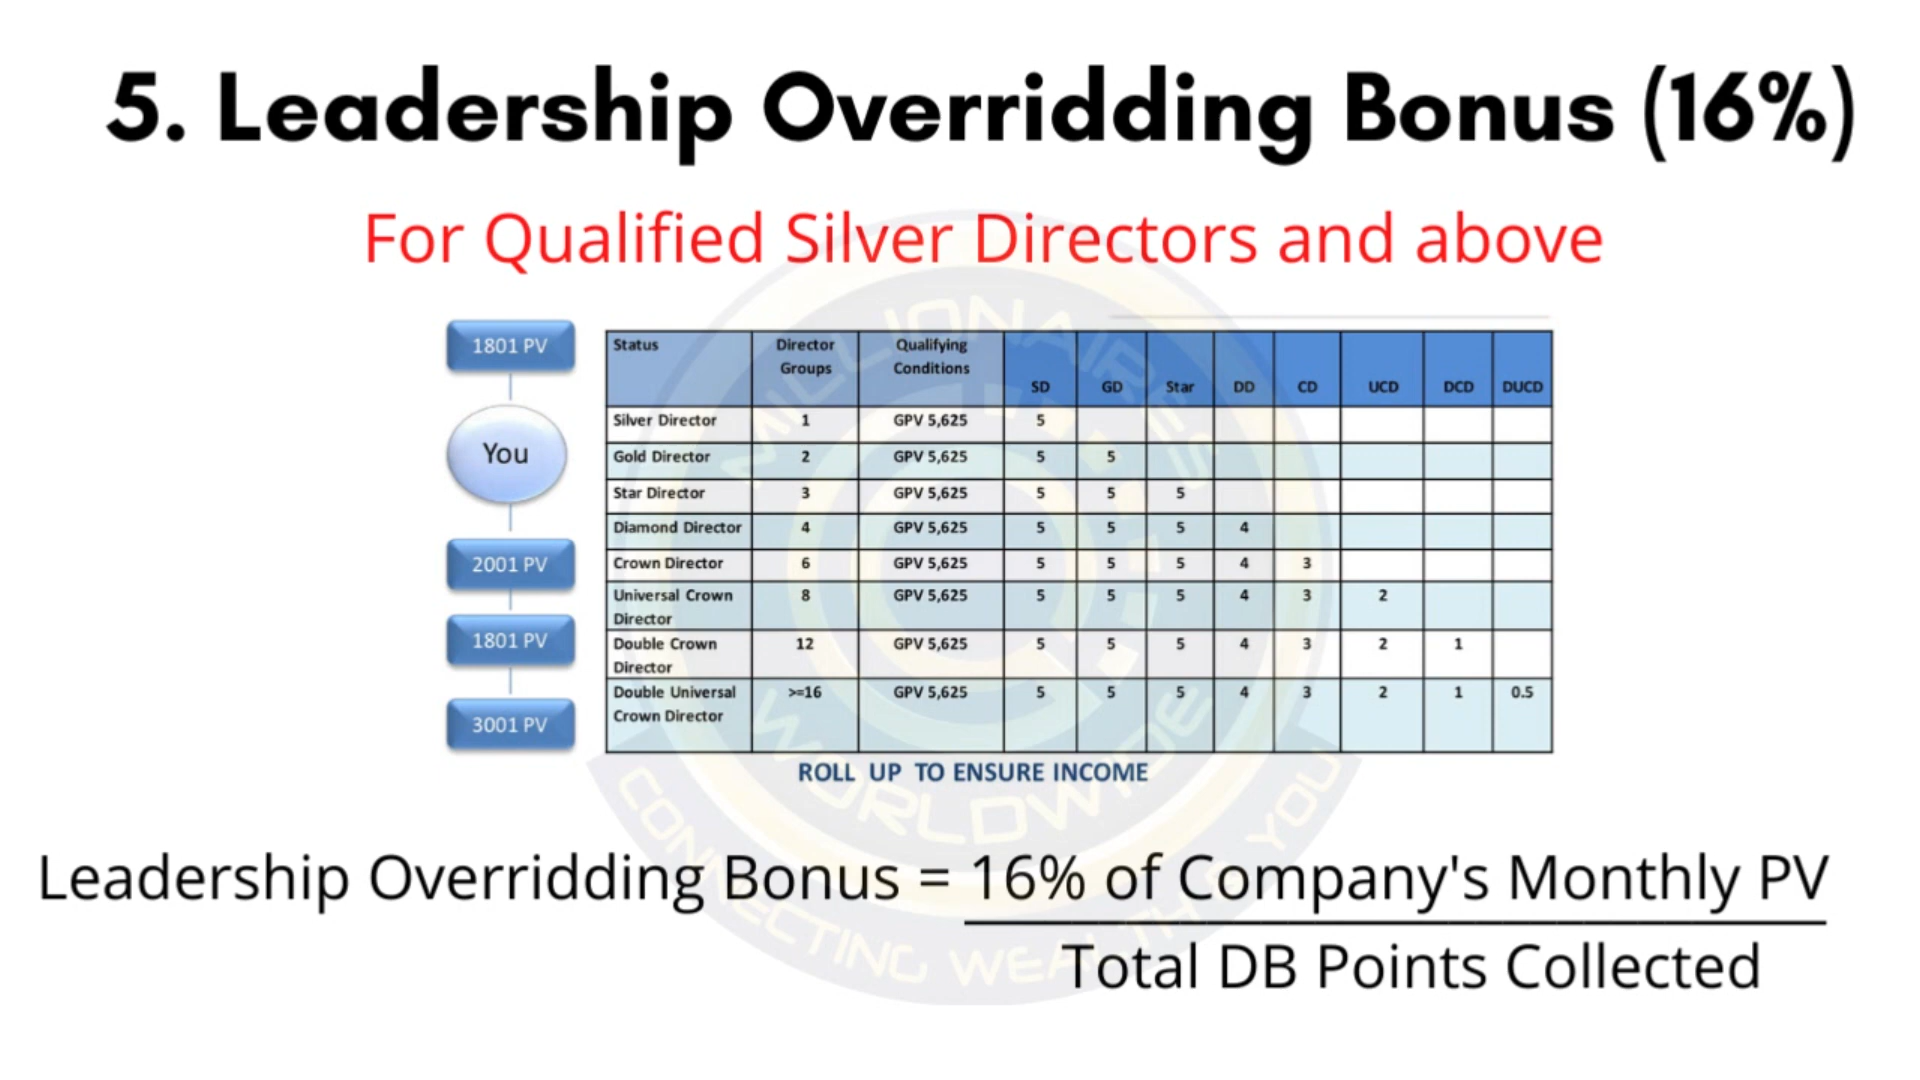 5. Leadership Overridding Bonus (16%)
For Qualified Silver Directors and above
1801 PV
You
2001 PV
1801 PV
3001 PV
Status Director Groups Qualifying Conditions SD GD Star DD CD UCD DCD DUCD
Silver Director 1 GPV 5,625 5
Gold Director 2 GPV 5,625 5 5
Star Director 3 GPV 5,625 5 5 5
Diamond Director 4 GPV 5,625 5 5 5 4
Crown Director 6 GPV 5,625 5 5 5 4 3
Universal Crown Director 8 GPV 5,625 5 5 5 4 3 2
Double Crown Director 12 GPV 5,625 5 5 5 4 3 2 1
Double Universal Crown Director >=16 GPV 5,625 5 5 5 4 3 2 1 0.5
ROLL UP TO ENSURE INCOME
Leadership Overridding Bonus = 16% of Company's Monthly PV
Total DB Points Collected
MILLIONAIRES
WORLDWIDE
CONNECTING WEALTH YOU